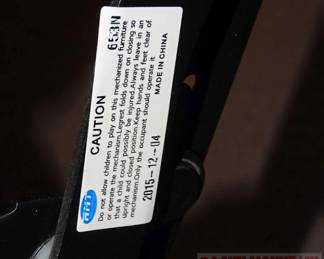 CAUTION 653N
Do not allow children to play on this mechanized furniture
or operate the mechanism.Legrest folds down on closing so
that a child could possibly be injured.Always leave in an
upright and closed position.Keep hands and feet clear of
mechanism.Only the occupant should operate it
MADE IN CHINA
2015-12-04